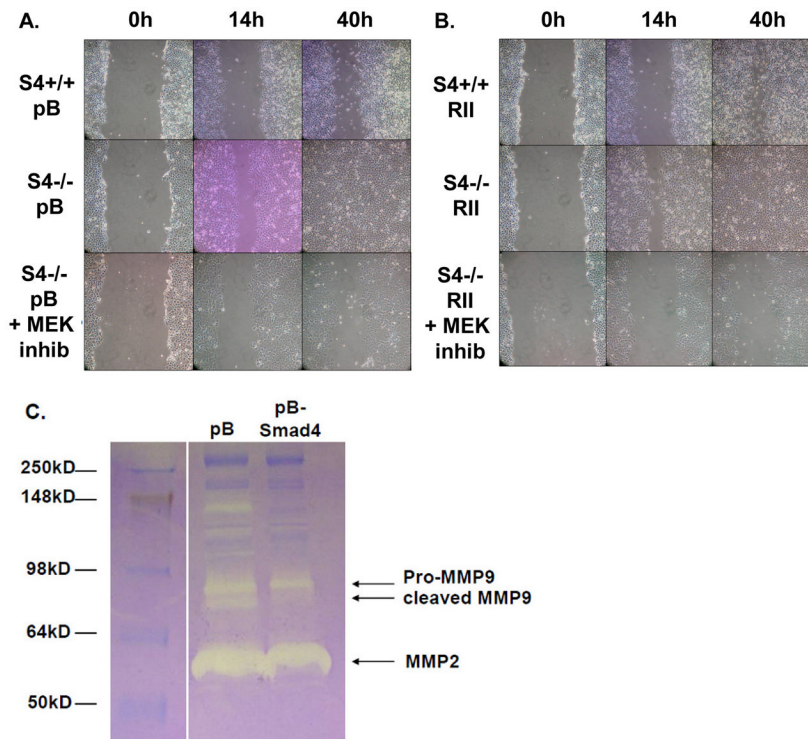 A.
0h 14h 40h
S4+/+
pB
S4-/-
pB
S4-/-
pB
+ MEK
inhib
B.
0h 14h 40h
S4+/+
RII
S4-/-
RII
S4-/-
RII
+ MEK
inhib
C.
pB
pB-
Smad4
250kD
148kD
98kD
64kD
50kD
Pro-MMP9
cleaved MMP9
MMP2